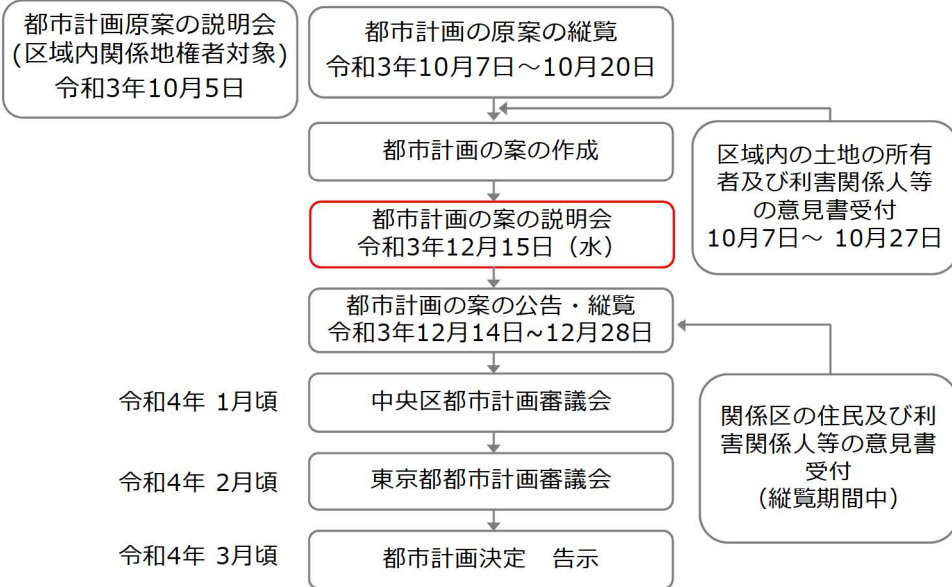 都市計画原案の説明会
(区域内関係地権者対象)
令和3年10月5日
都市計画の原案の縦覧
令和3年10月7日～10月20日
都市計画の案の作成
区域内の土地の所有
者及び利害関係人等
の意見書受付
10月7日～ 10月27日
都市計画の案の説明会
令和3年12月15日（水）
都市計画の案の公告・縦覧
令和3年12月14日~12月28日
令和4年 1月頃
中央区都市計画審議会
関係区の住民及び利
害関係人等の意見書
受付
（縦覧期間中）
令和4年 2月頃
東京都都市計画審議会
令和4年 3月頃
都市計画決定　告示